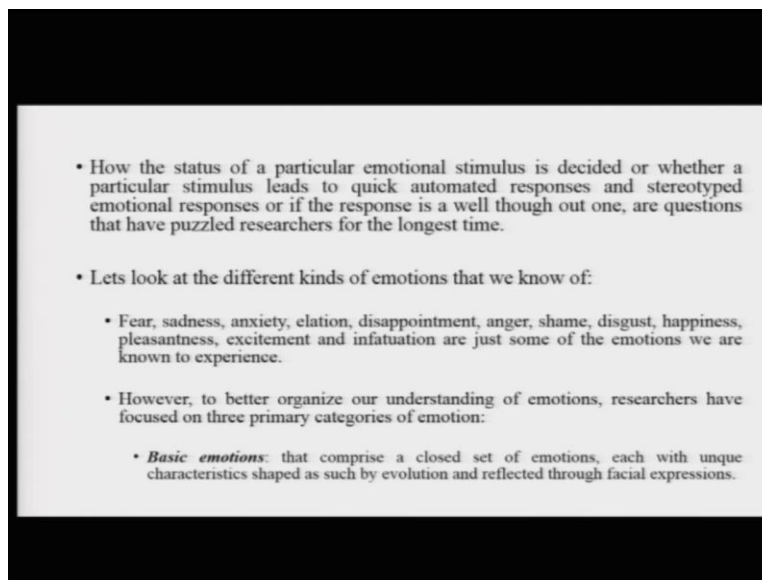 • How the status of a particular emotional stimulus is decided or whether a
particular stimulus leads to quick automated responses and stereotyped
emotional responses or if the response is a well though out one, are questions
that have puzzled researchers for the longest time.
• Lets look at the different kinds of emotions that we know of:
• Fear, sadness, anxiety, elation, disappointment, anger, shame, disgust, happiness,
pleasantness, excitement and infatuation are just some of the emotions we are
known to experience.
• However, to better organize our understanding of emotions, researchers have
focused on three primary categories of emotion:
• Basic emotions: that comprise a closed set of emotions, each with unque
characteristics shaped as such by evolution and reflected through facial expressions.